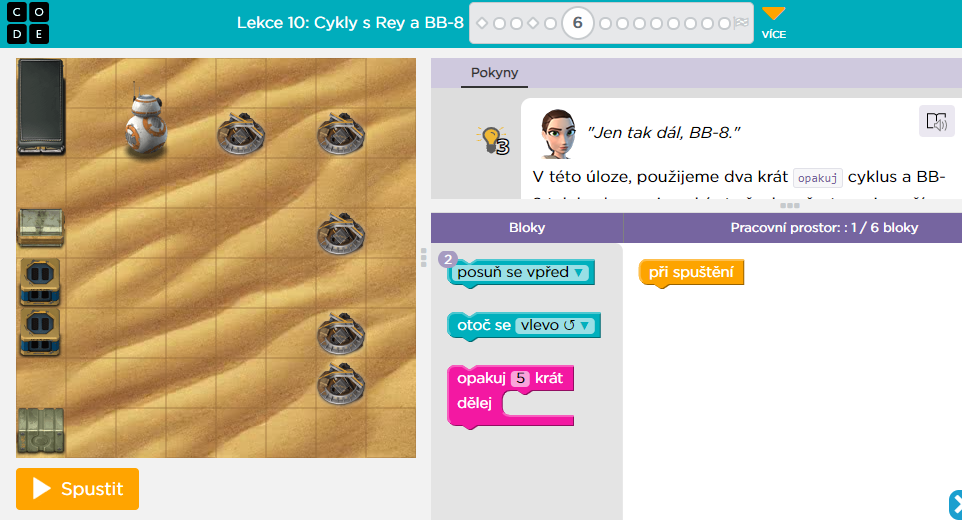 CO
DE
Lekce 10: Cykly s Rey a BB-8
6
VÍCE
Pokyny
3
"Jen tak dál, BB-8."
V této úloze, použijeme dva krát opakuj cyklus a BB-
Bloky
Pracovní prostor: : 1 / 6 bloky
2
posuň se vpřed ▼
při spuštění
otoč se vlevo ↺ ▼
opakuj 5 krát
dělej
Spustit